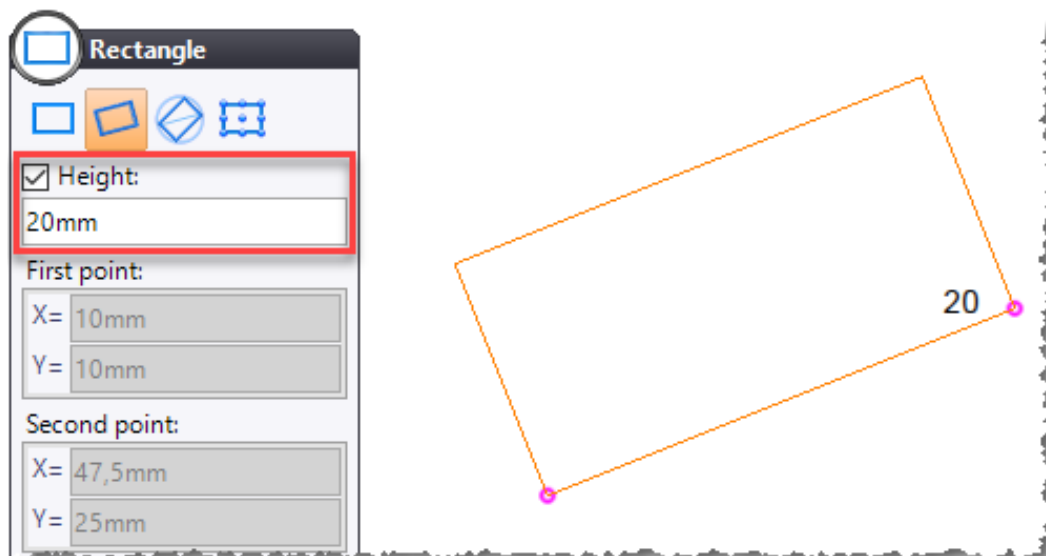 Rectangle
Height:
20mm
First point:
X= 10mm
Y= 10mm
Second point:
X= 47,5mm
Y= 25mm
20